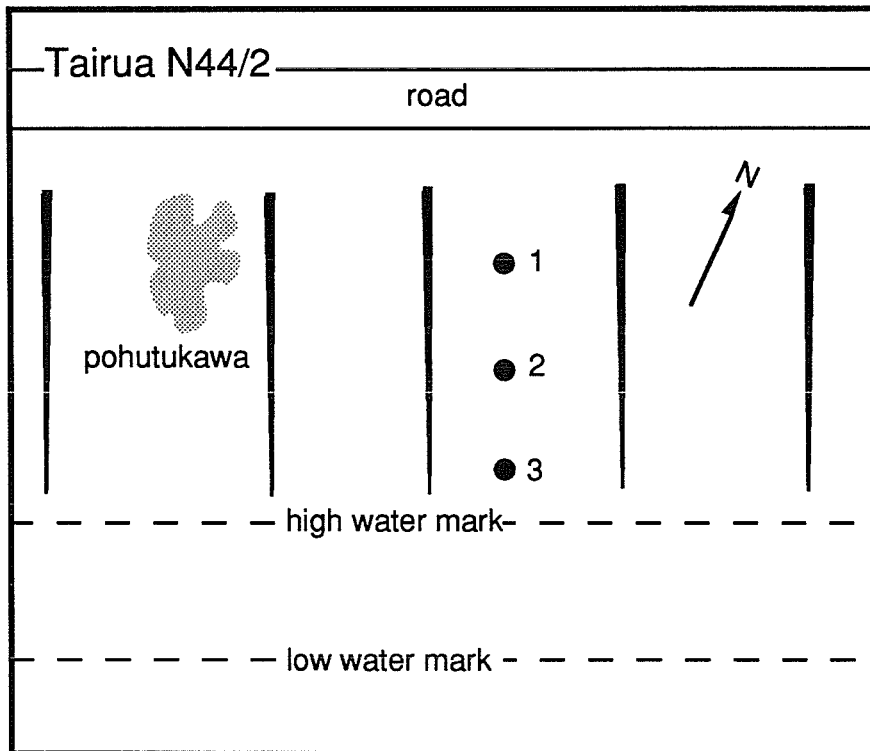 Tairua N44/2
road
N
1
pohutukawa
2
3
high water mark
low water mark